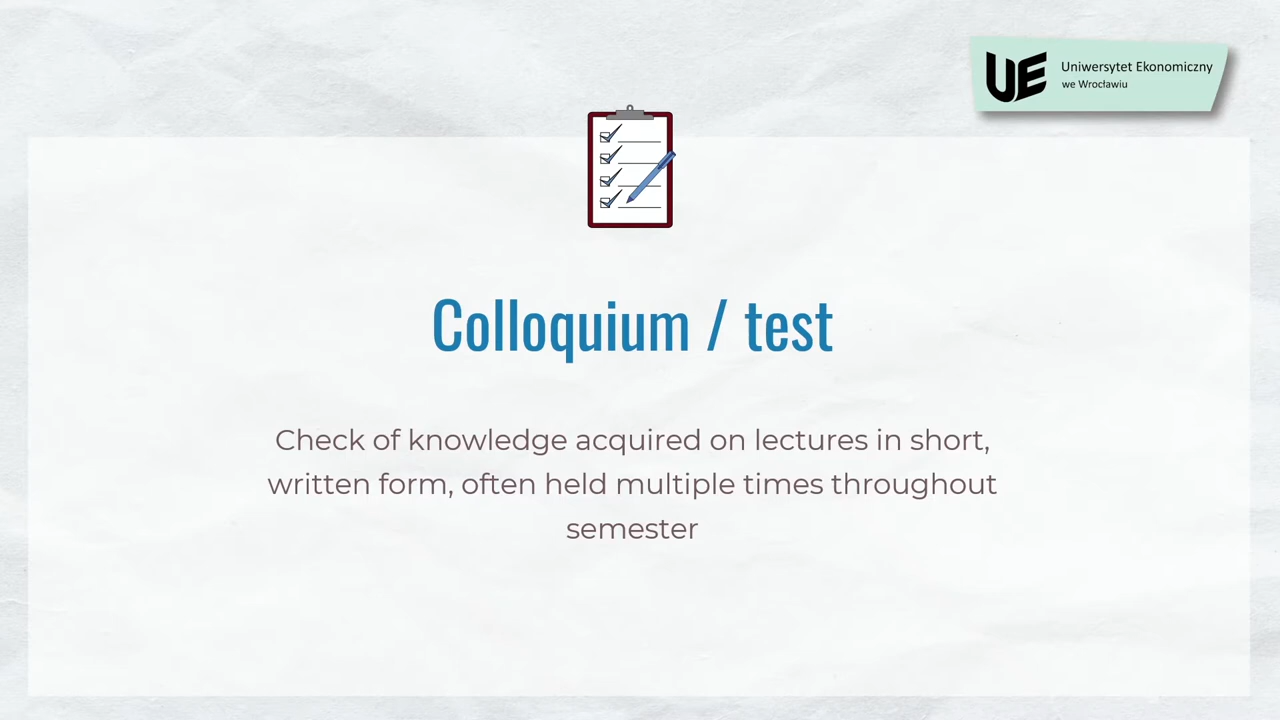 UE Uniwersytet Ekonomiczny
we Wrocławiu
Colloquium / test
Check of knowledge acquired on lectures in short,
written form, often held multiple times throughout
semester